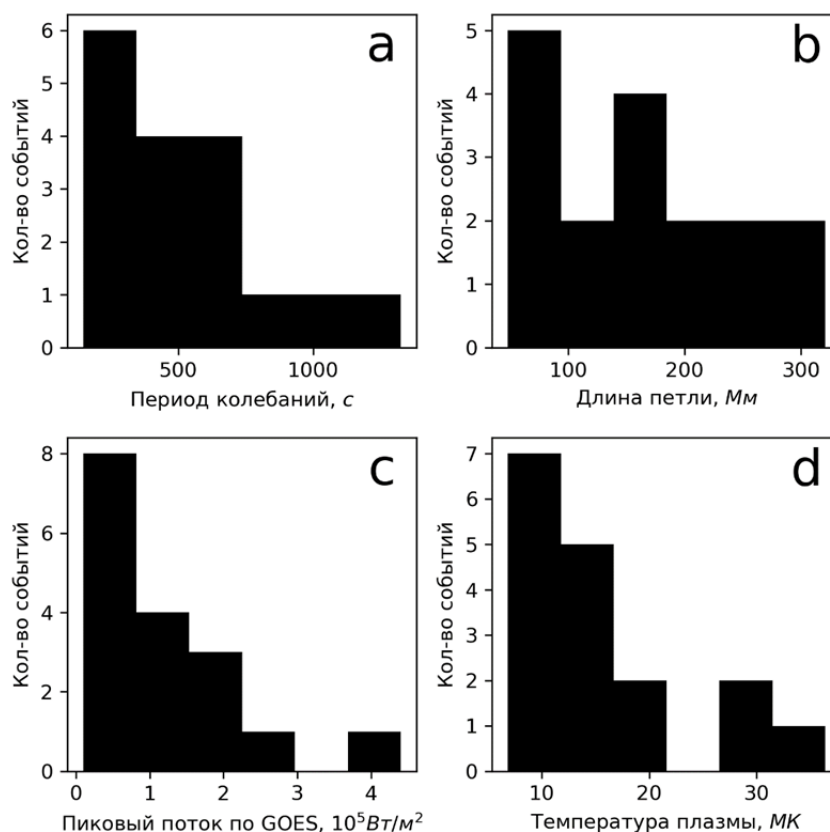 a
Кол-во событий
6
5
4
3
2
1
0
500 1000
Период колебаний, с
b
Кол-во событий
5
4
3
2
1
0
100 200 300
Длина петли, Мм
c
Кол-во событий
8
6
4
2
0
0 1 2 3 4
Пиковый поток по GOES, 10⁵Вт/м²
d
Кол-во событий
7
6
5
4
3
2
1
0
10 20 30
Температура плазмы, МК